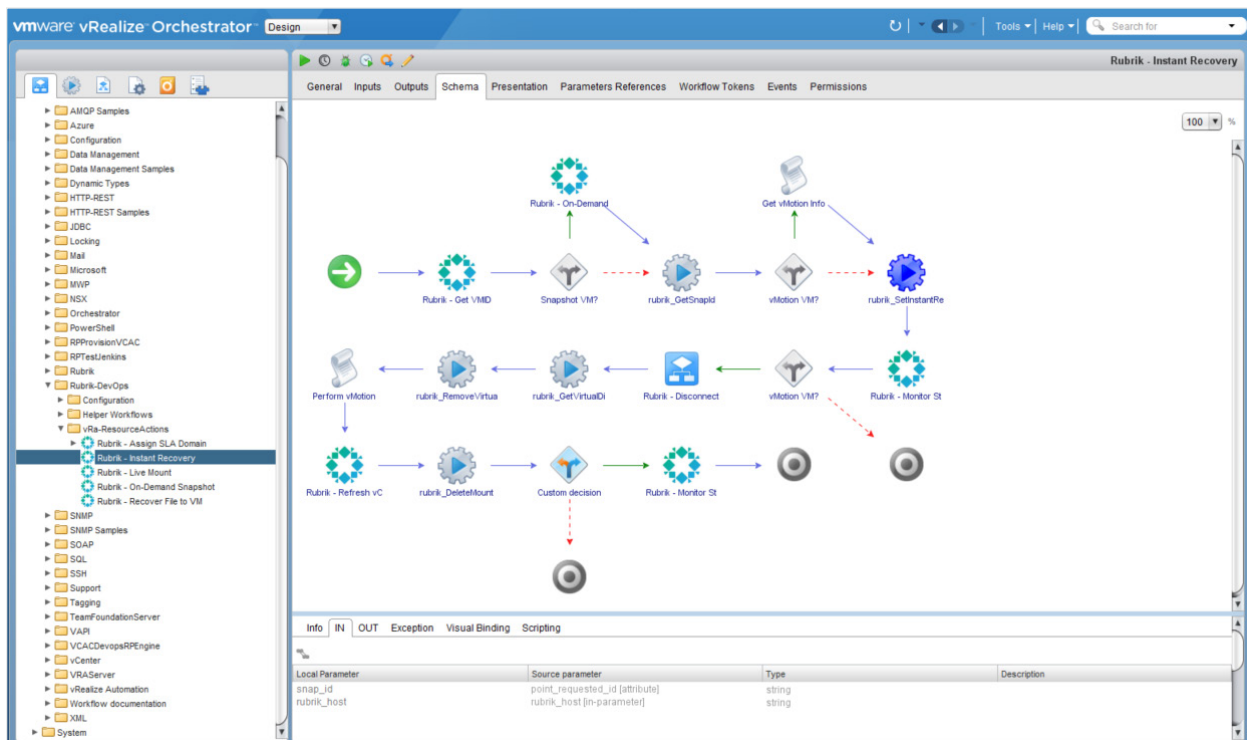 vmware vRealize Orchestrator Design
Tools Help Search for
Rubrik - Instant Recovery
General Inputs Outputs Schema Presentation Parameters References Workflow Tokens Events Permissions
100 %
AMQP Samples
Azure
Configuration
Data Management
Data Management Samples
Dynamic Types
HTTP-REST
HTTP-REST Samples
JDBC
Locking
Mail
Microsoft
MWP
NSX
Orchestrator
PowerShell
RPProvisionVCAC
RPTestJenkins
Rubrik
Rubrik-DevOps
Configuration
Helper Workflows
vRa-ResourceActions
Rubrik - Assign SLA Domain
Rubrik - Instant Recovery
Rubrik - Live Mount
Rubrik - On-Demand Snapshot
Rubrik - Recover File to VM
SNMP
SNMP Samples
SOAP
SQL
SSH
Support
Tagging
TeamFoundationServer
VAPI
VCACDevopsRPEngine
vCenter
VRAServer
vRealize Automation
Workflow documentation
XML
System
Rubrik - On-Demand Get vMotion Info
Rubrik - Get VMID Snapshot VM? rubrik_GetSnapId vMotion VM? rubrik_SetInstantRe
Perform vMotion rubrik_RemoveVirtua rubrik_GetVirtualDi Rubrik - Disconnect vMotion VM? Rubrik - Monitor St
Rubrik - Refresh vC rubrik_DeleteMount Custom decision Rubrik - Monitor St
Info IN OUT Exception Visual Binding Scripting
Local Parameter Source parameter Type Description
snap_id point_requested_id [attribute] string
rubrik_host rubrik_host [in-parameter] string